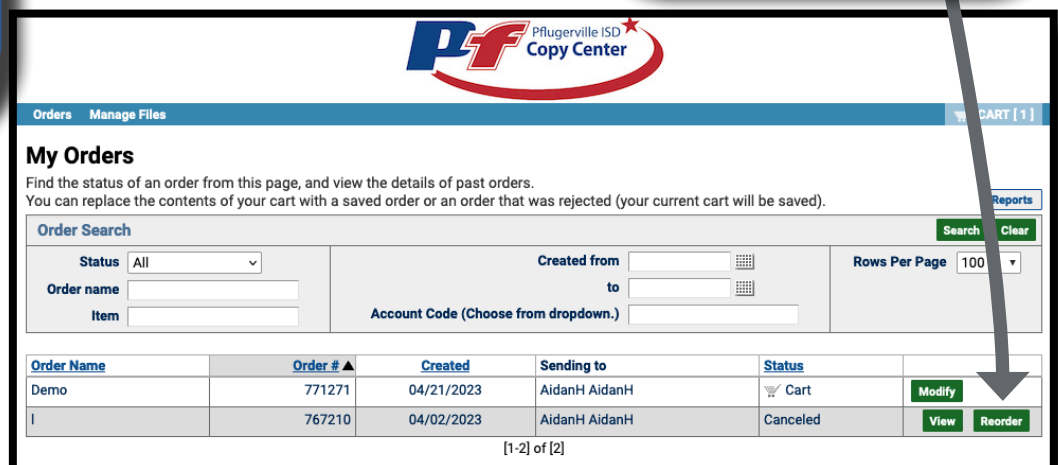 Pf Pflugerville ISD
Copy Center
Orders Manage Files CART [ 1 ]
My Orders
Find the status of an order from this page, and view the details of past orders.
You can replace the contents of your cart with a saved order or an order that was rejected (your current cart will be saved). Reports
Order Search Search Clear
Status All Created from Rows Per Page 100
Order name to
Item Account Code (Choose from dropdown.)
Order Name Order # ▲ Created Sending to Status
Demo 771271 04/21/2023 AidanH AidanH Cart Modify
I 767210 04/02/2023 AidanH AidanH Canceled View Reorder
[1-2] of [2]